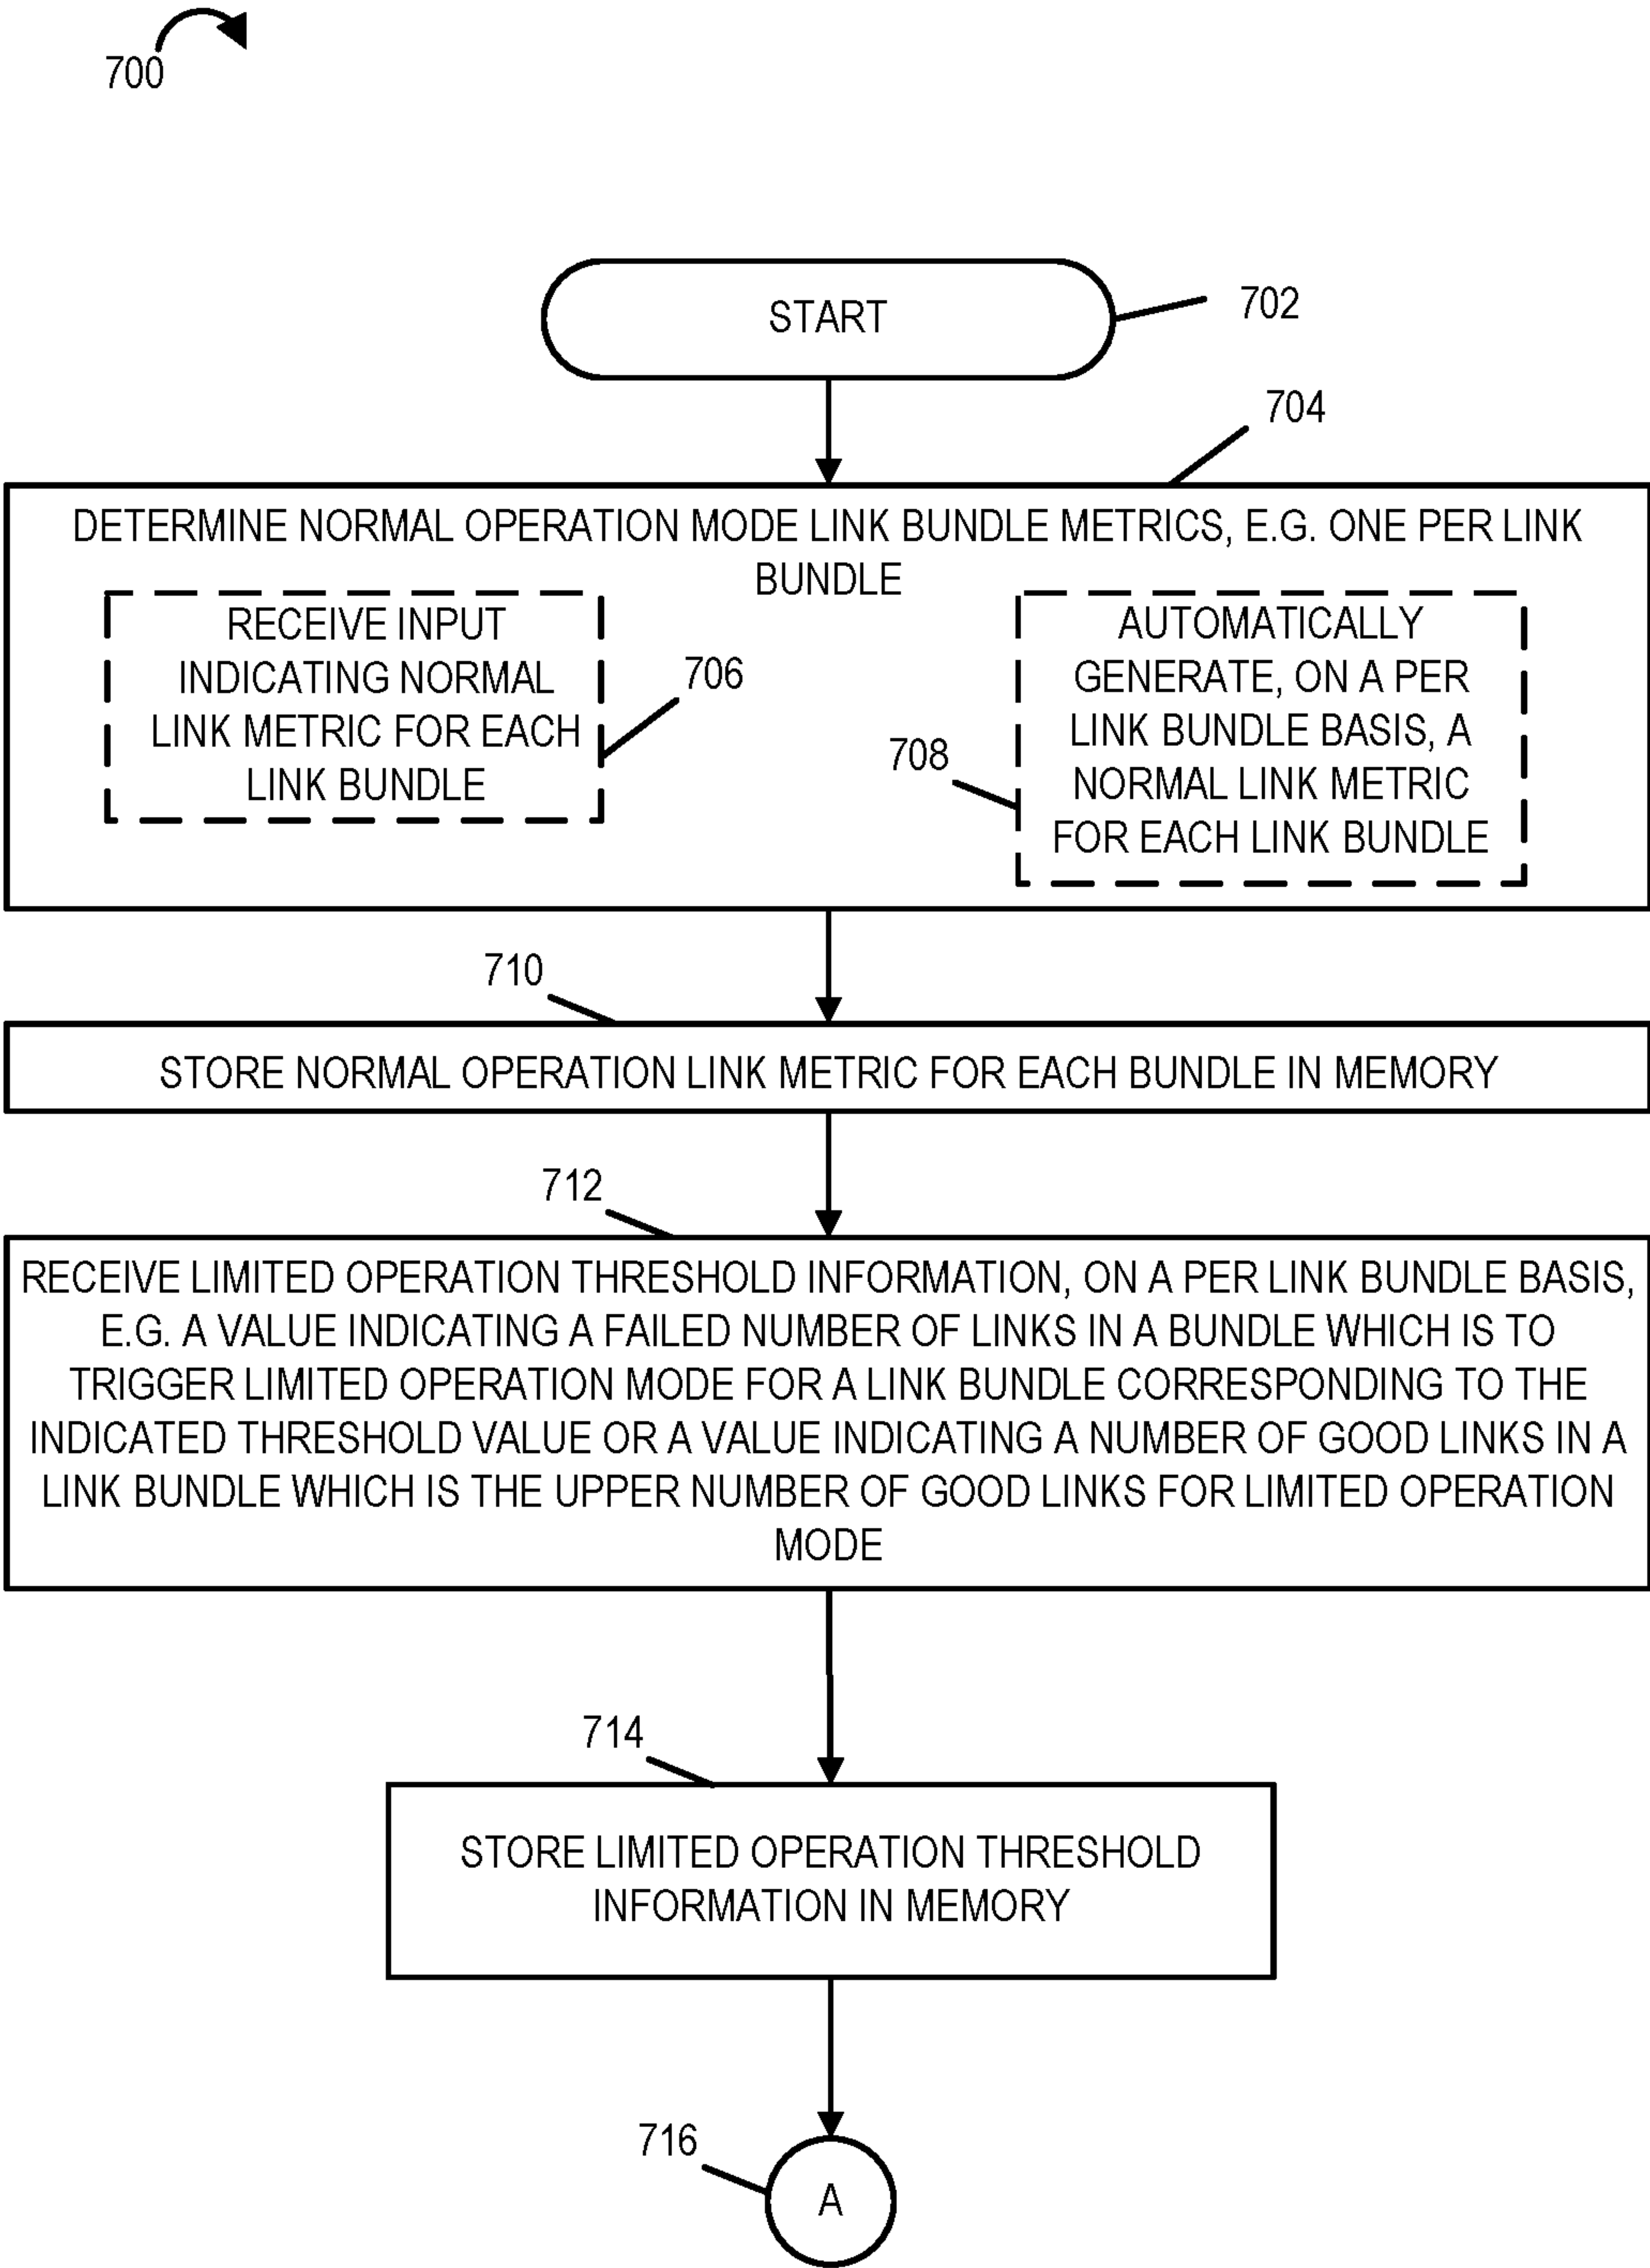 700
START
702
704
DETERMINE NORMAL OPERATION MODE LINK BUNDLE METRICS, E.G. ONE PER LINK
BUNDLE
RECEIVE INPUT
INDICATING NORMAL
LINK METRIC FOR EACH
LINK BUNDLE
706
708
AUTOMATICALLY
GENERATE, ON A PER
LINK BUNDLE BASIS, A
NORMAL LINK METRIC
FOR EACH LINK BUNDLE
710
STORE NORMAL OPERATION LINK METRIC FOR EACH BUNDLE IN MEMORY
712
RECEIVE LIMITED OPERATION THRESHOLD INFORMATION, ON A PER LINK BUNDLE BASIS,
E.G. A VALUE INDICATING A FAILED NUMBER OF LINKS IN A BUNDLE WHICH IS TO
TRIGGER LIMITED OPERATION MODE FOR A LINK BUNDLE CORRESPONDING TO THE
INDICATED THRESHOLD VALUE OR A VALUE INDICATING A NUMBER OF GOOD LINKS IN A
LINK BUNDLE WHICH IS THE UPPER NUMBER OF GOOD LINKS FOR LIMITED OPERATION
MODE
714
STORE LIMITED OPERATION THRESHOLD
INFORMATION IN MEMORY
716
A